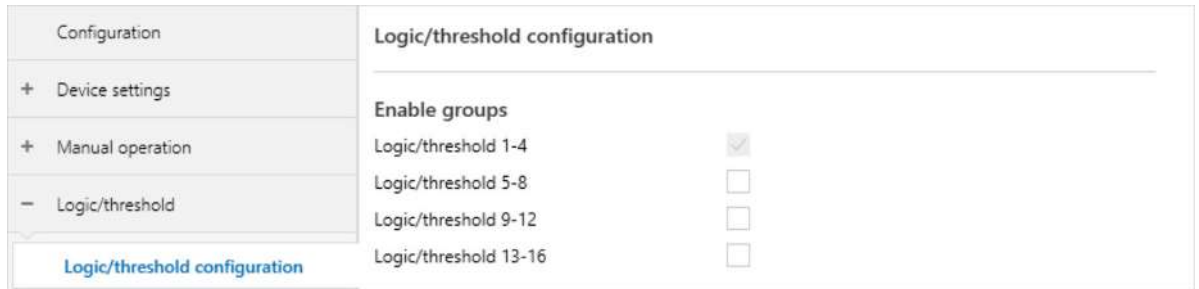 Configuration
+ Device settings
+ Manual operation
− Logic/threshold
Logic/threshold configuration
Logic/threshold configuration
Enable groups
Logic/threshold 1-4
Logic/threshold 5-8
Logic/threshold 9-12
Logic/threshold 13-16